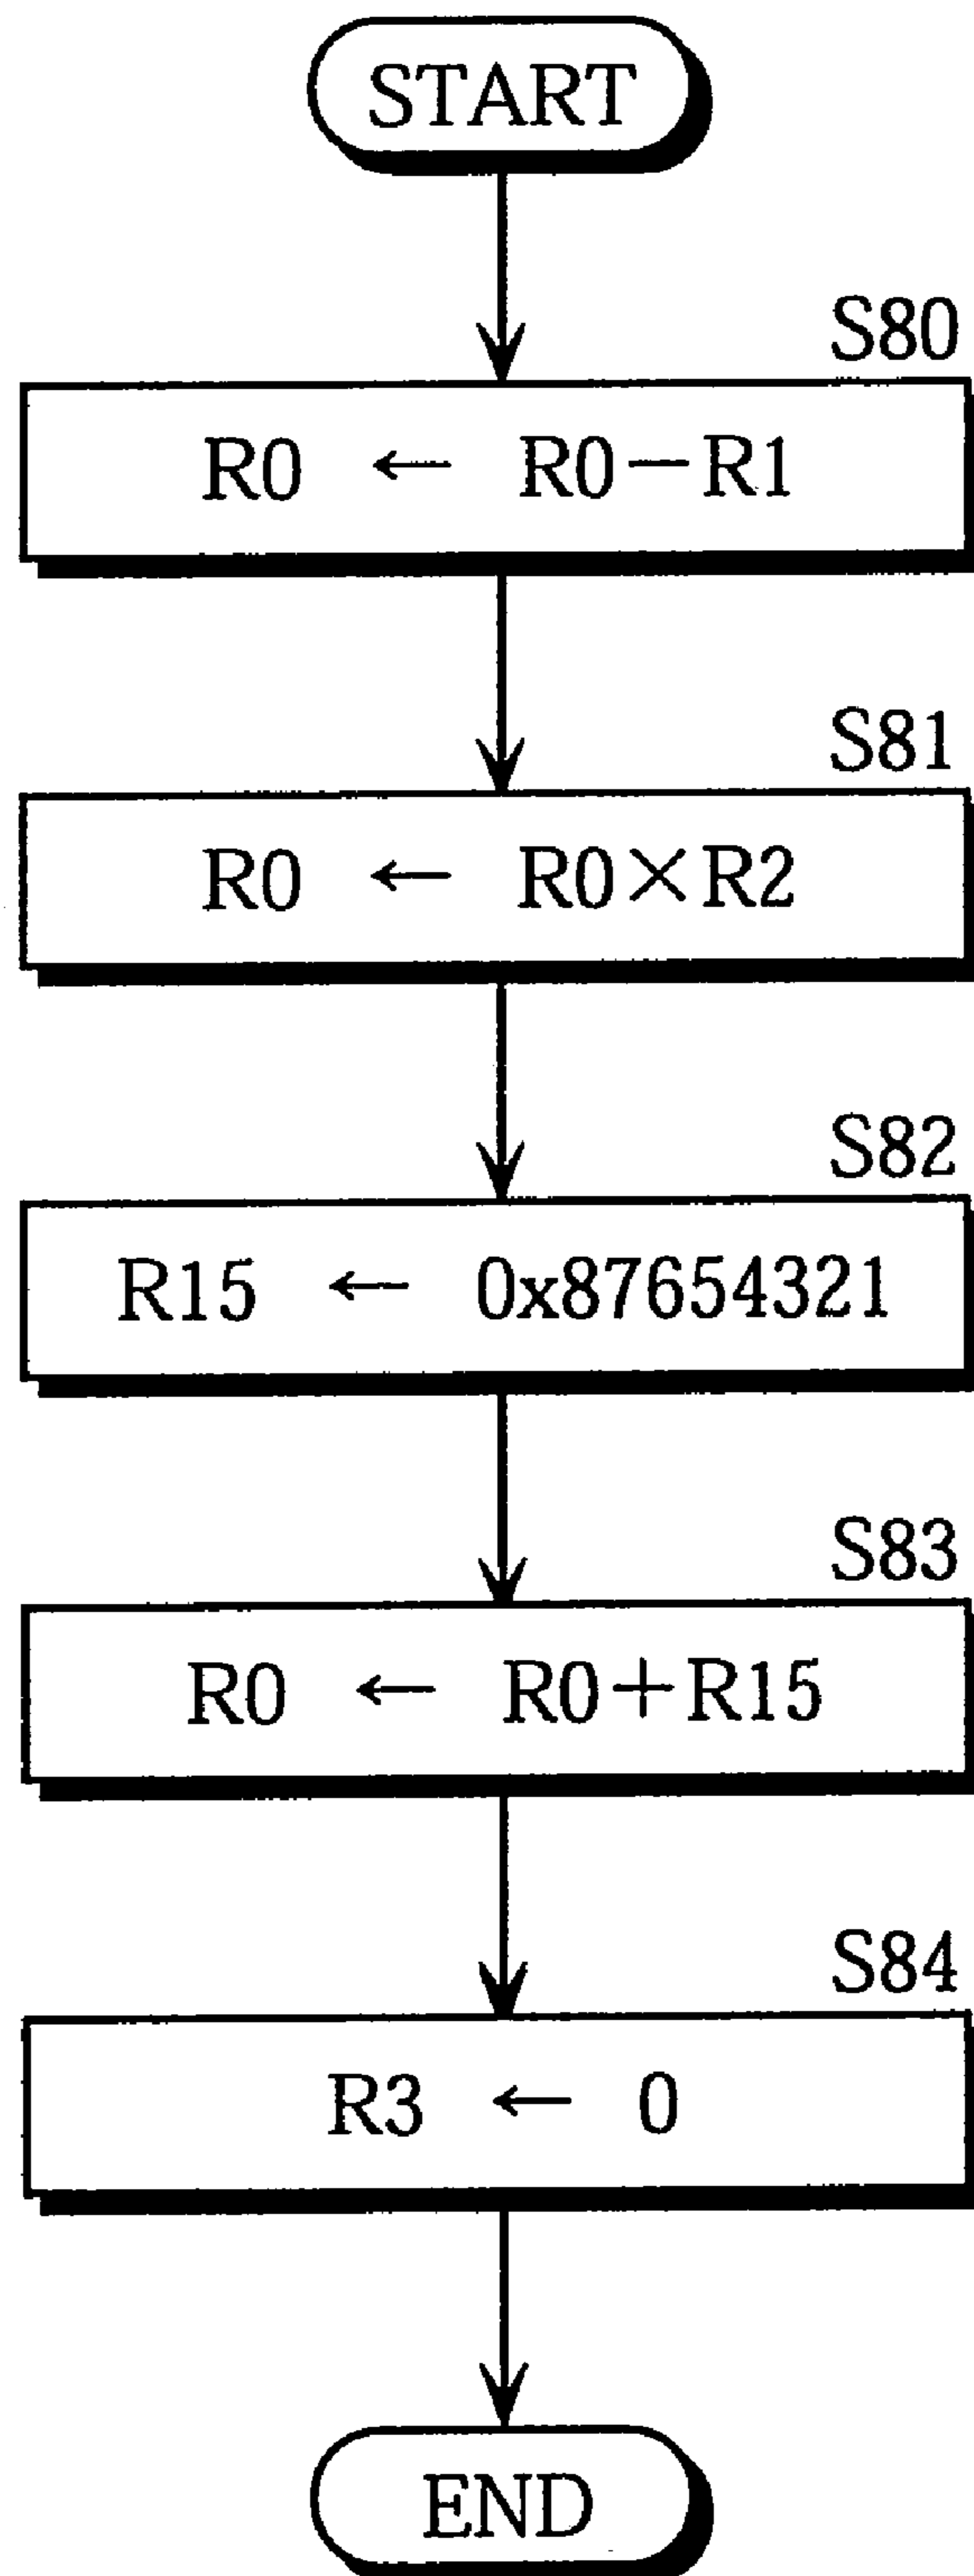 START
S80
R0 ← R0－R1
S81
R0 ← R0×R2
S82
R15 ← 0x87654321
S83
R0 ← R0＋R15
S84
R3 ← 0
END